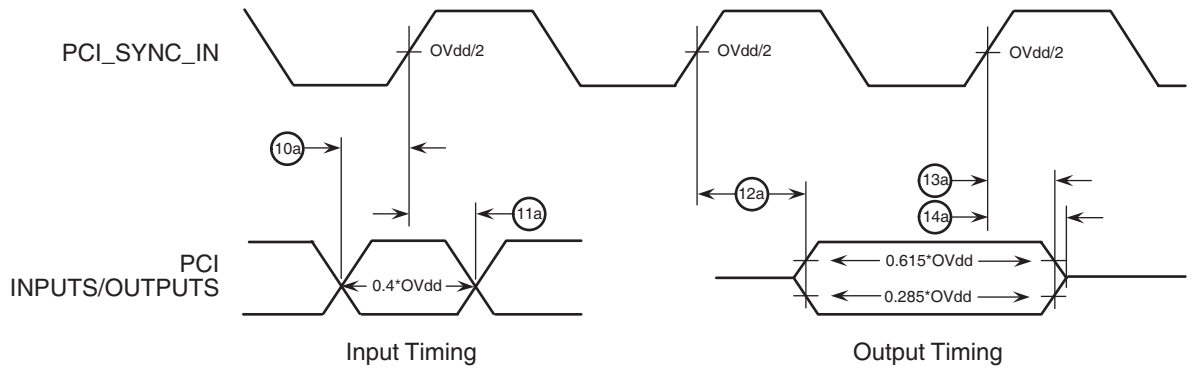 PCI_SYNC_IN
OVdd/2
OVdd/2
OVdd/2
10a
11a
12a
13a
14a
PCI
INPUTS/OUTPUTS
0.4*OVdd
0.615*OVdd
0.285*OVdd
Input Timing
Output Timing